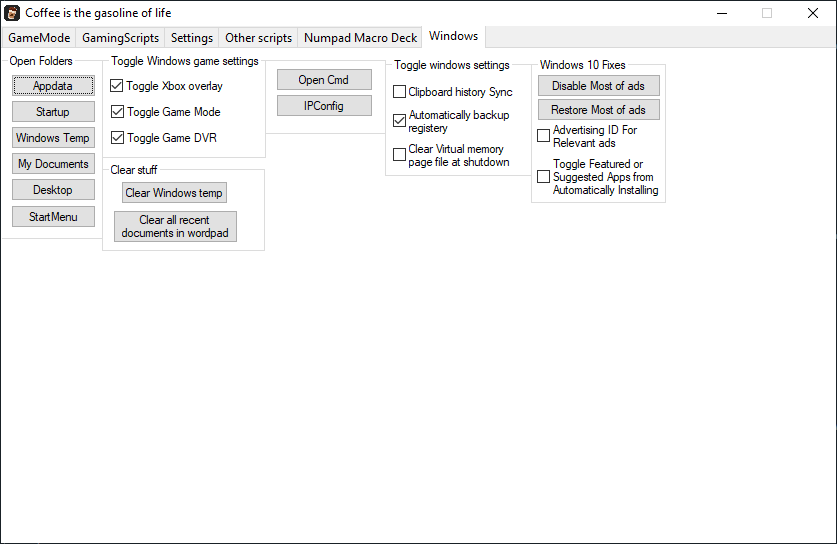 Coffee is the gasoline of life
GameMode
GamingScripts
Settings
Other scripts
Numpad Macro Deck
Windows
Open Folders
Appdata
Startup
Windows Temp
My Documents
Desktop
StartMenu
Toggle Windows game settings
Toggle Xbox overlay
Toggle Game Mode
Toggle Game DVR
Clear stuff
Clear Windows temp
Clear all recent
documents in wordpad
Open Cmd
IPConfig
Toggle windows settings
Clipboard history Sync
Automatically backup
registery
Clear Virtual memory
page file at shutdown
Windows 10 Fixes
Disable Most of ads
Restore Most of ads
Advertising ID For
Relevant ads
Toggle Featured or
Suggested Apps from
Automatically Installing